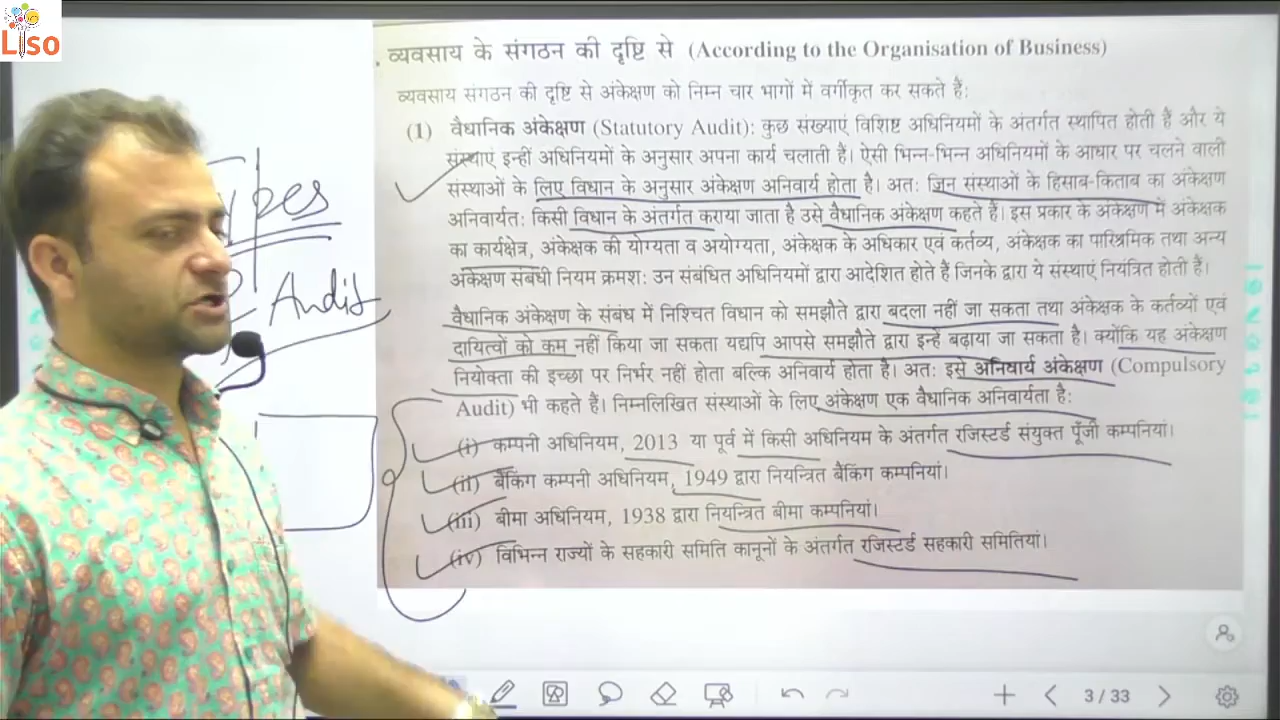 Liso
व्यवसाय के संगठन की दृष्टि से (According to the Organisation of Business)
व्यवसाय संगठन की दृष्टि से अंकेक्षण को निम्न चार भागों में वर्गीकृत कर सकते हैं:
(1) वैधानिक अंकेक्षण (Statutory Audit): कुछ संख्याएं विशिष्ट अधिनियमों के अंतर्गत स्थापित होती हैं और ये
संस्थाएं इन्हीं अधिनियमों के अनुसार अपना कार्य चलाती हैं। ऐसी भिन्न-भिन्न अधिनियमों के आधार पर चलने वाली
संस्थाओं के लिए विधान के अनुसार अंकेक्षण अनिवार्य होता है। अत: जिन संस्थाओं के हिसाब-किताब का अंकेक्षण
अनिवार्यत: किसी विधान के अंतर्गत कराया जाता है उसे वैधानिक अंकेक्षण कहते हैं। इस प्रकार के अंकेक्षण में अंकेक्षक
का कार्यक्षेत्र, अंकेक्षक की योग्यता व अयोग्यता, अंकेक्षक के अधिकार एवं कर्तव्य, अंकेक्षक का पारिश्रमिक तथा अन्य
अंकेक्षण संबंधी नियम क्रमश: उन संबंधित अधिनियमों द्वारा आदेशित होते हैं जिनके द्वारा ये संस्थाएं नियंत्रित होती हैं।
वैधानिक अंकेक्षण के संबंध में निश्चित विधान को समझौते द्वारा बदला नहीं जा सकता तथा अंकेक्षक के कर्तव्यों एवं
दायित्वों को कम नहीं किया जा सकता यद्यपि आपसे समझौते द्वारा इन्हें बढ़ाया जा सकता है। क्योंकि यह अंकेक्षण
नियोक्ता की इच्छा पर निर्भर नहीं होता बल्कि अनिवार्य होता है। अत: इसे अनिवार्य अंकेक्षण (Compulsory
Audit) भी कहते हैं। निम्नलिखित संस्थाओं के लिए अंकेक्षण एक वैधानिक अनिवार्यता है:
(i) कम्पनी अधिनियम, 2013 या पूर्व में किसी अधिनियम के अंतर्गत रजिस्टर्ड संयुक्त पूँजी कम्पनियां।
(ii) बैंकिंग कम्पनी अधिनियम, 1949 द्वारा नियन्त्रित बैंकिंग कम्पनियां।
(iii) बीमा अधिनियम, 1938 द्वारा नियन्त्रित बीमा कम्पनियां।
(iv) विभिन्न राज्यों के सहकारी समिति कानूनों के अंतर्गत रजिस्टर्ड सहकारी समितियां।
Types
Audit
3 / 33